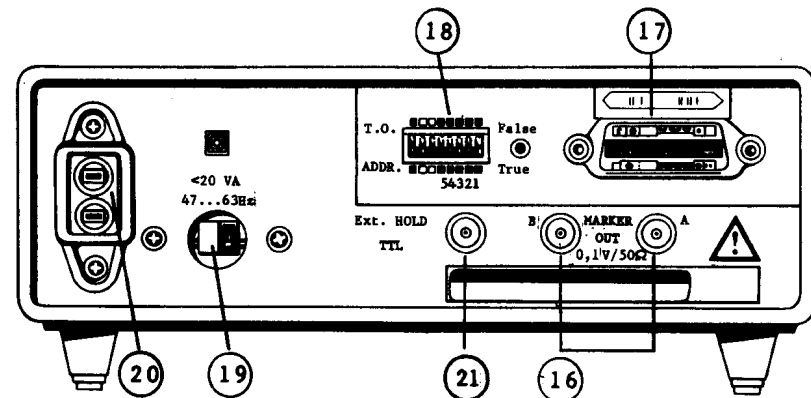 18
17
T.O.
False
ADDR.
True
54321
<20 VA
47...63Hz
Ext. HOLD
TTL
B
MARKER
A
OUT
0,1V/50Ω
20
19
21
16